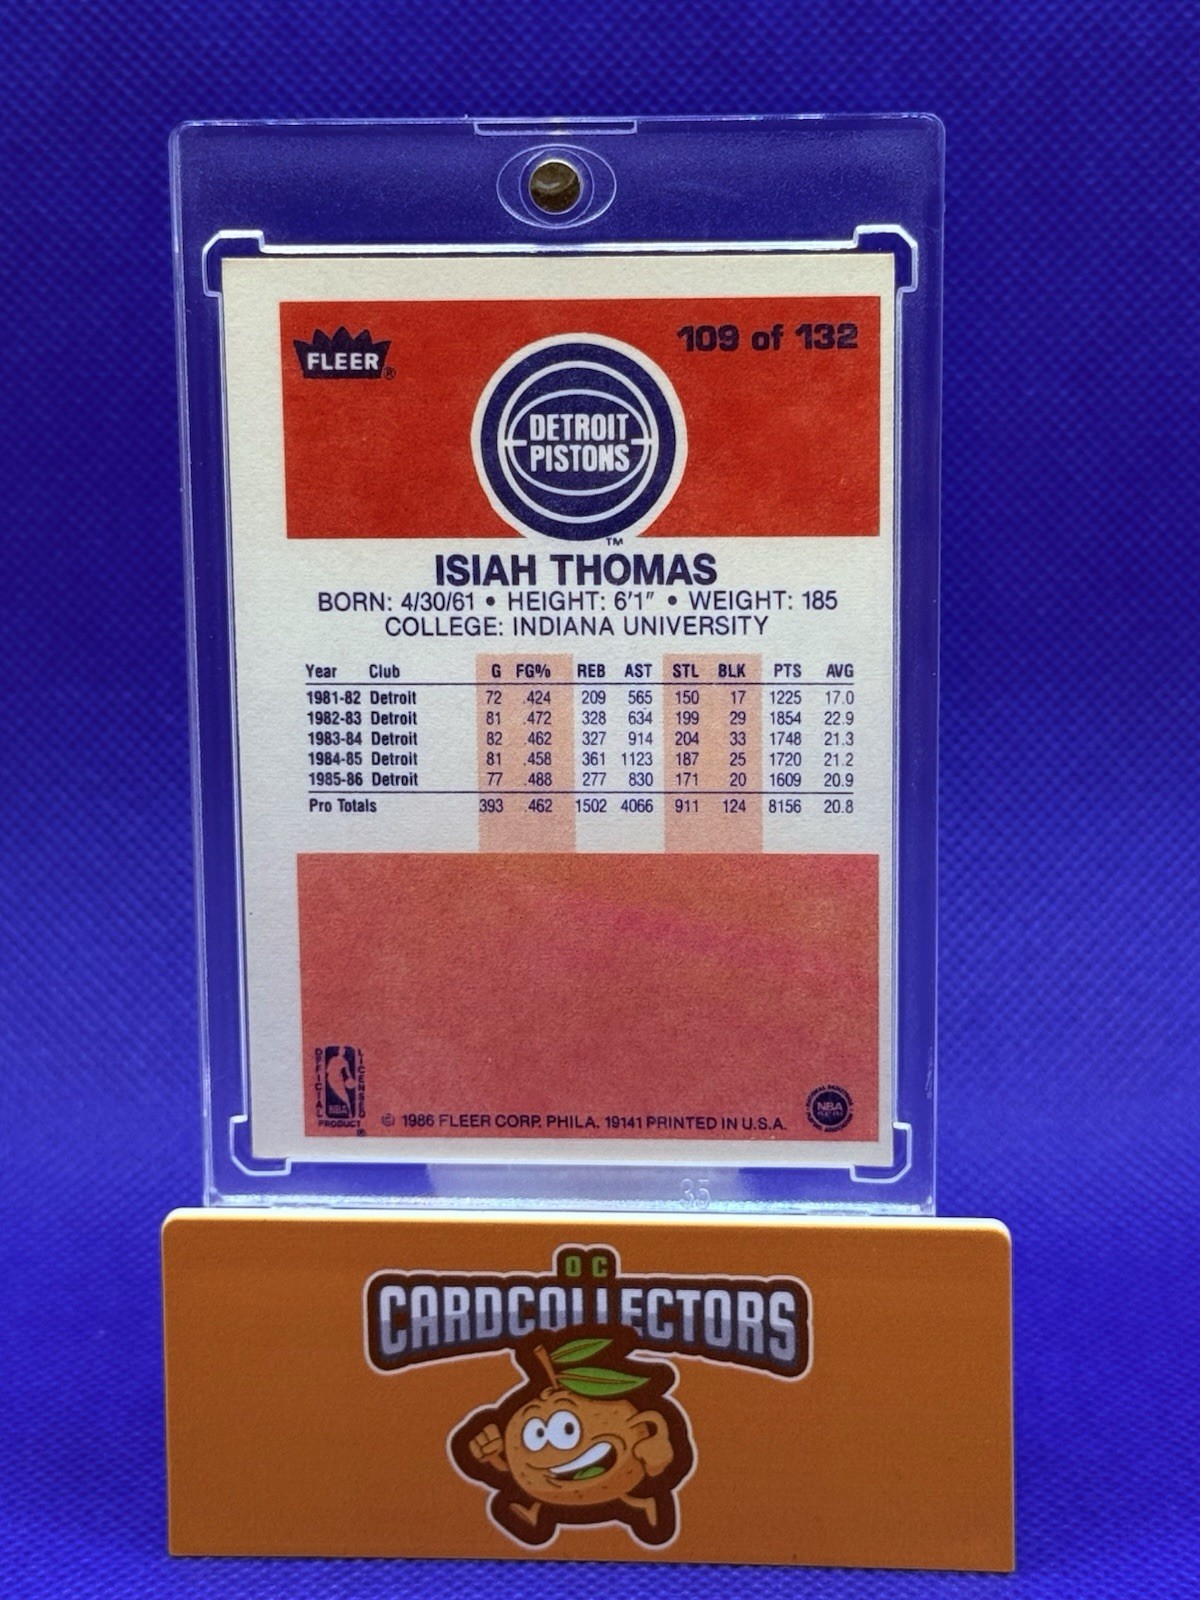 FLEER®
109 of 132
DETROIT
PISTONS
TM
ISIAH THOMAS
BORN: 4/30/61 • HEIGHT: 6'1" • WEIGHT: 185
COLLEGE: INDIANA UNIVERSITY
Year Club G FG% REB AST STL BLK PTS AVG
1981-82 Detroit 72 .424 209 565 150 17 1225 17.0
1982-83 Detroit 81 .472 328 634 199 29 1854 22.9
1983-84 Detroit 82 .462 327 914 204 33 1748 21.3
1984-85 Detroit 81 .458 361 1123 187 25 1720 21.2
1985-86 Detroit 77 .488 277 830 171 20 1609 20.9
Pro Totals 393 .462 1502 4066 911 124 8156 20.8
OFFICIAL
NBA
LICENSED
PRODUCT ®
© 1986 FLEER CORP. PHILA. 19141 PRINTED IN U.S.A.
NBA
35
OC
CARDCOLLECTORS